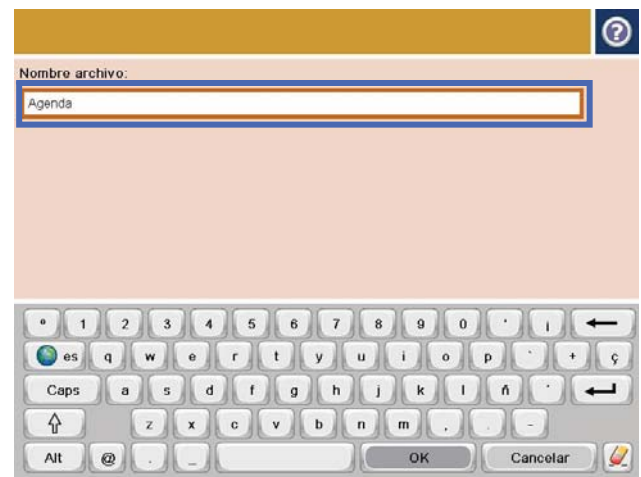 ?
Nombre archivo:
Agenda
º 1 2 3 4 5 6 7 8 9 0 ' ¡
es q w e r t y u i o p ` + ç
Caps a s d f g h j k l ñ ´
z x c v b n m , . -
Alt @ . _ OK Cancelar